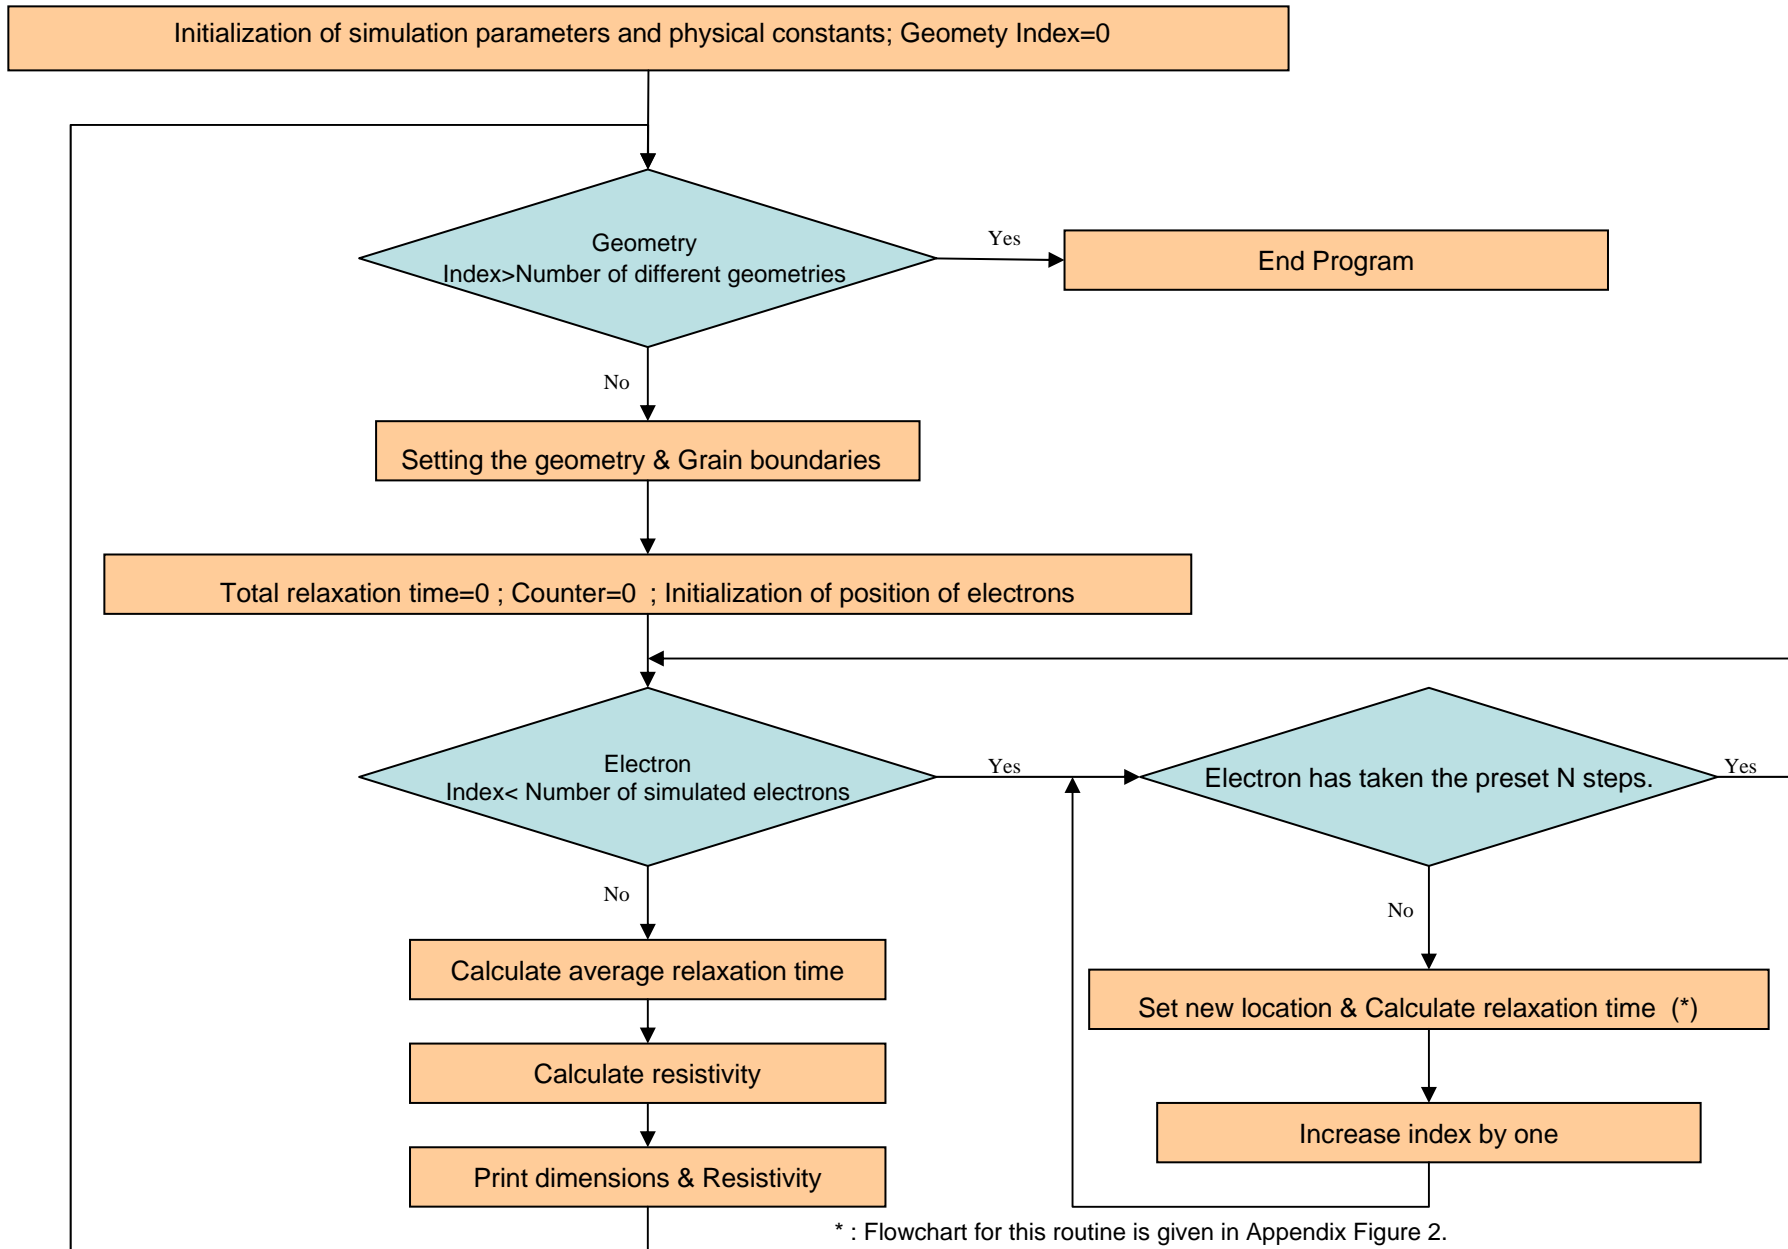 Initialization of simulation parameters and physical constants; Geomety Index=0
Geometry
Index>Number of different geometries
Yes
End Program
No
Setting the geometry & Grain boundaries
Total relaxation time=0 ; Counter=0 ; Initialization of position of electrons
Electron
Index< Number of simulated electrons
Yes
Electron has taken the preset N steps.
Yes
No
No
Calculate average relaxation time
Set new location & Calculate relaxation time (*)
Calculate resistivity
Increase index by one
Print dimensions & Resistivity
* : Flowchart for this routine is given in Appendix Figure 2.